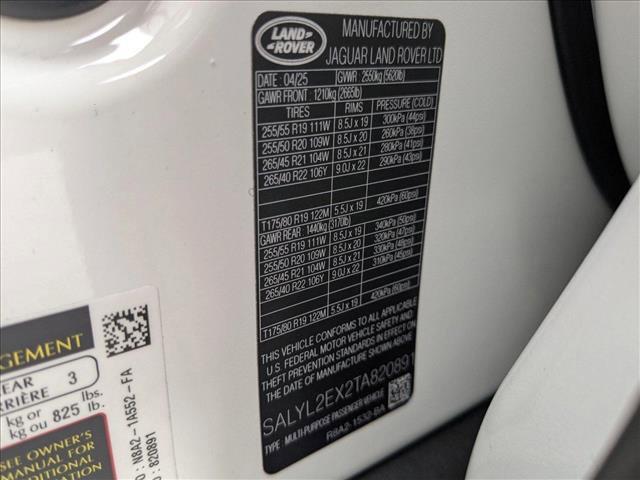 LAND
ROVER
MANUFACTURED BY
JAGUAR LAND ROVER LTD
DATE 04/25 GVWR 2550kg (5620lb)
GAWR FRONT: 1210kg (2665lb)
TIRES RIMS PRESSURE (COLD)
255/55 R19 111W 8.5J x 19 300kPa (44psi)
255/50 R20 109W 8.5J x 20 260kPa (38psi)
265/45 R21 104W 8.5J x 21 280kPa (41psi)
265/40 R22 106Y 9.0J x 22 290kPa (43psi)
T175/80 R19 122M 5.5J x 19 420kPa (60psi)
GAWR REAR: 1440kg (3170lb)
255/55 R19 111W 8.5J x 19 340kPa (50psi)
255/50 R20 109W 8.5J x 20 320kPa (47psi)
265/45 R21 104W 8.5J x 21 330kPa (48psi)
265/40 R22 106Y 9.0J x 22 310kPa (45psi)
T175/80 R19 122M 5.5J x 19 420kPa (60psi)
THIS VEHICLE CONFORMS TO ALL APPLICABLE
U.S. FEDERAL MOTOR VEHICLE SAFETY AND
THEFT PREVENTION STANDARDS IN EFFECT
ON THE DATE OF MANUFACTURE SHOWN ABOVE
SALYL2EX2TA820891
TYPE: MULTI-PURPOSE PASSENGER VEHICLE
R8A2-1532-BA
GEMENT
EAR
RRIÈRE 3
kg or lbs.
kg ou 825 lb.
SEE OWNER'S
MANUAL FOR
DDITIONAL
: N8A2-1A552-FA
: 820891